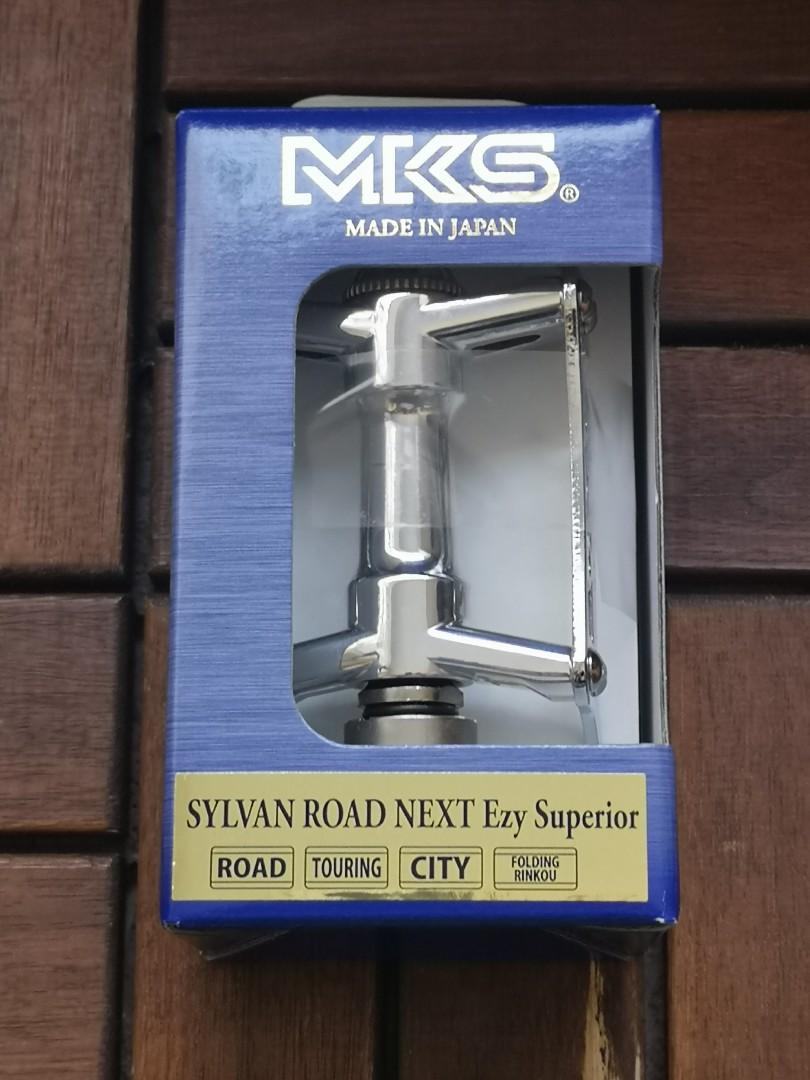 MKS®
MADE IN JAPAN
SYLVAN ROAD NEXT Ezy Superior
ROAD TOURING CITY FOLDING
RINKOU